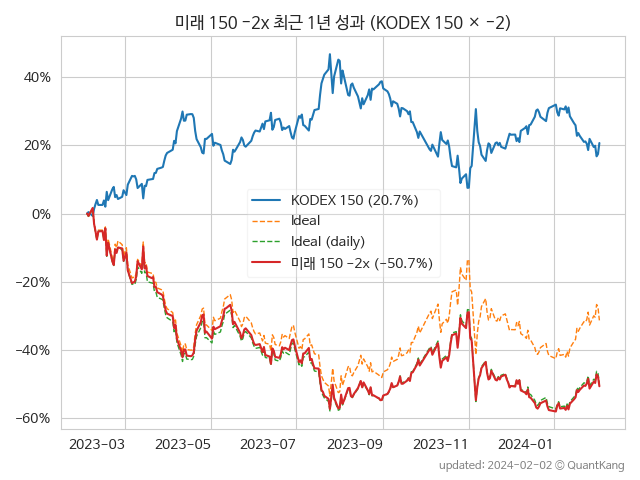 미래 150 −2x 최근 1년 성과 (KODEX 150 × −2)
40%
20%
0%
−20%
−40%
−60%
KODEX 150 (20.7%)
Ideal
Ideal (daily)
미래 150 −2x (−50.7%)
2023-03
2023-05
2023-07
2023-09
2023-11
2024-01
updated: 2024-02-02 © QuantKang